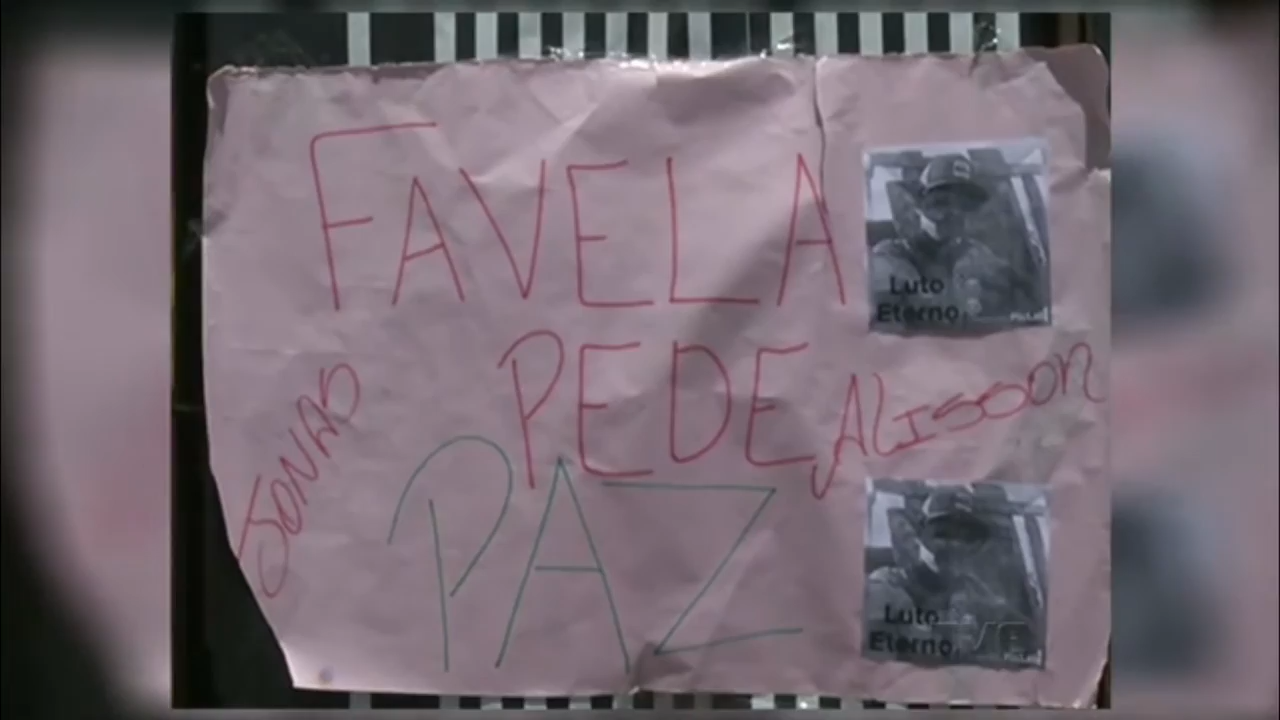 FAVELA
PEDE
PAZ
JONAS
ALISSON
Luto
Eterno
Luto
Eterno